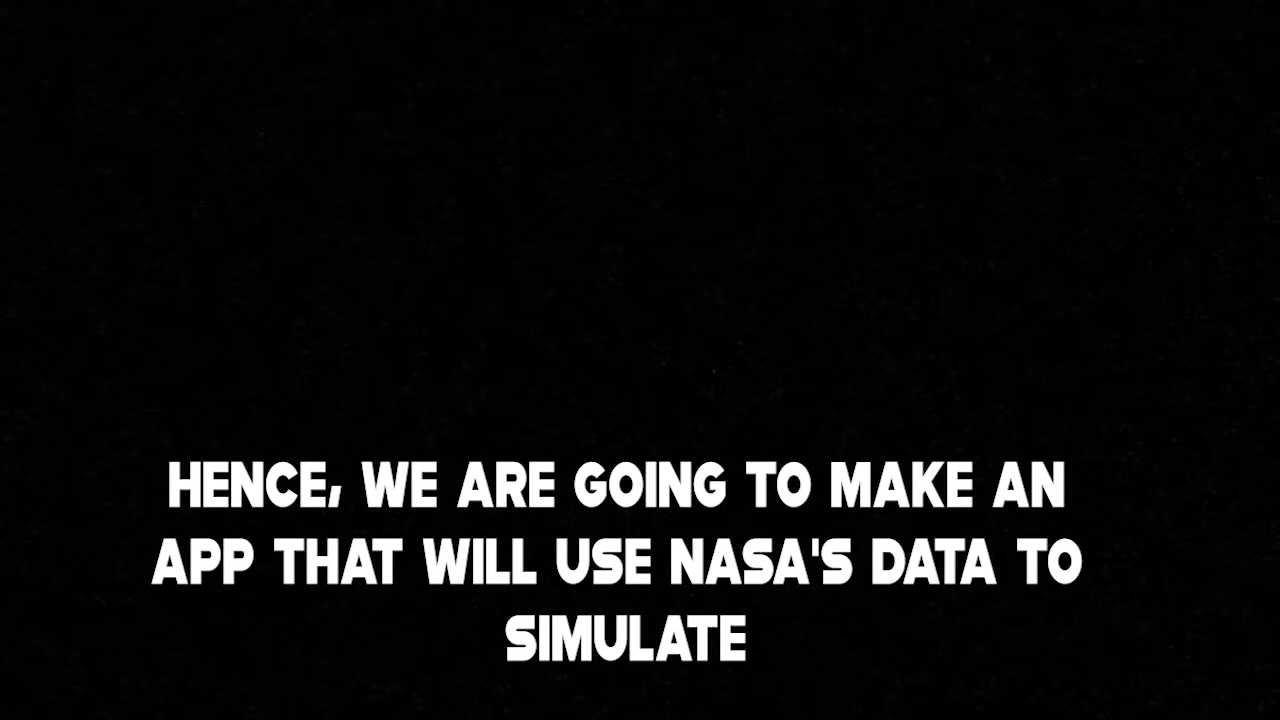 HENCE, WE ARE GOING TO MAKE AN
APP THAT WILL USE NASA'S DATA TO
SIMULATE